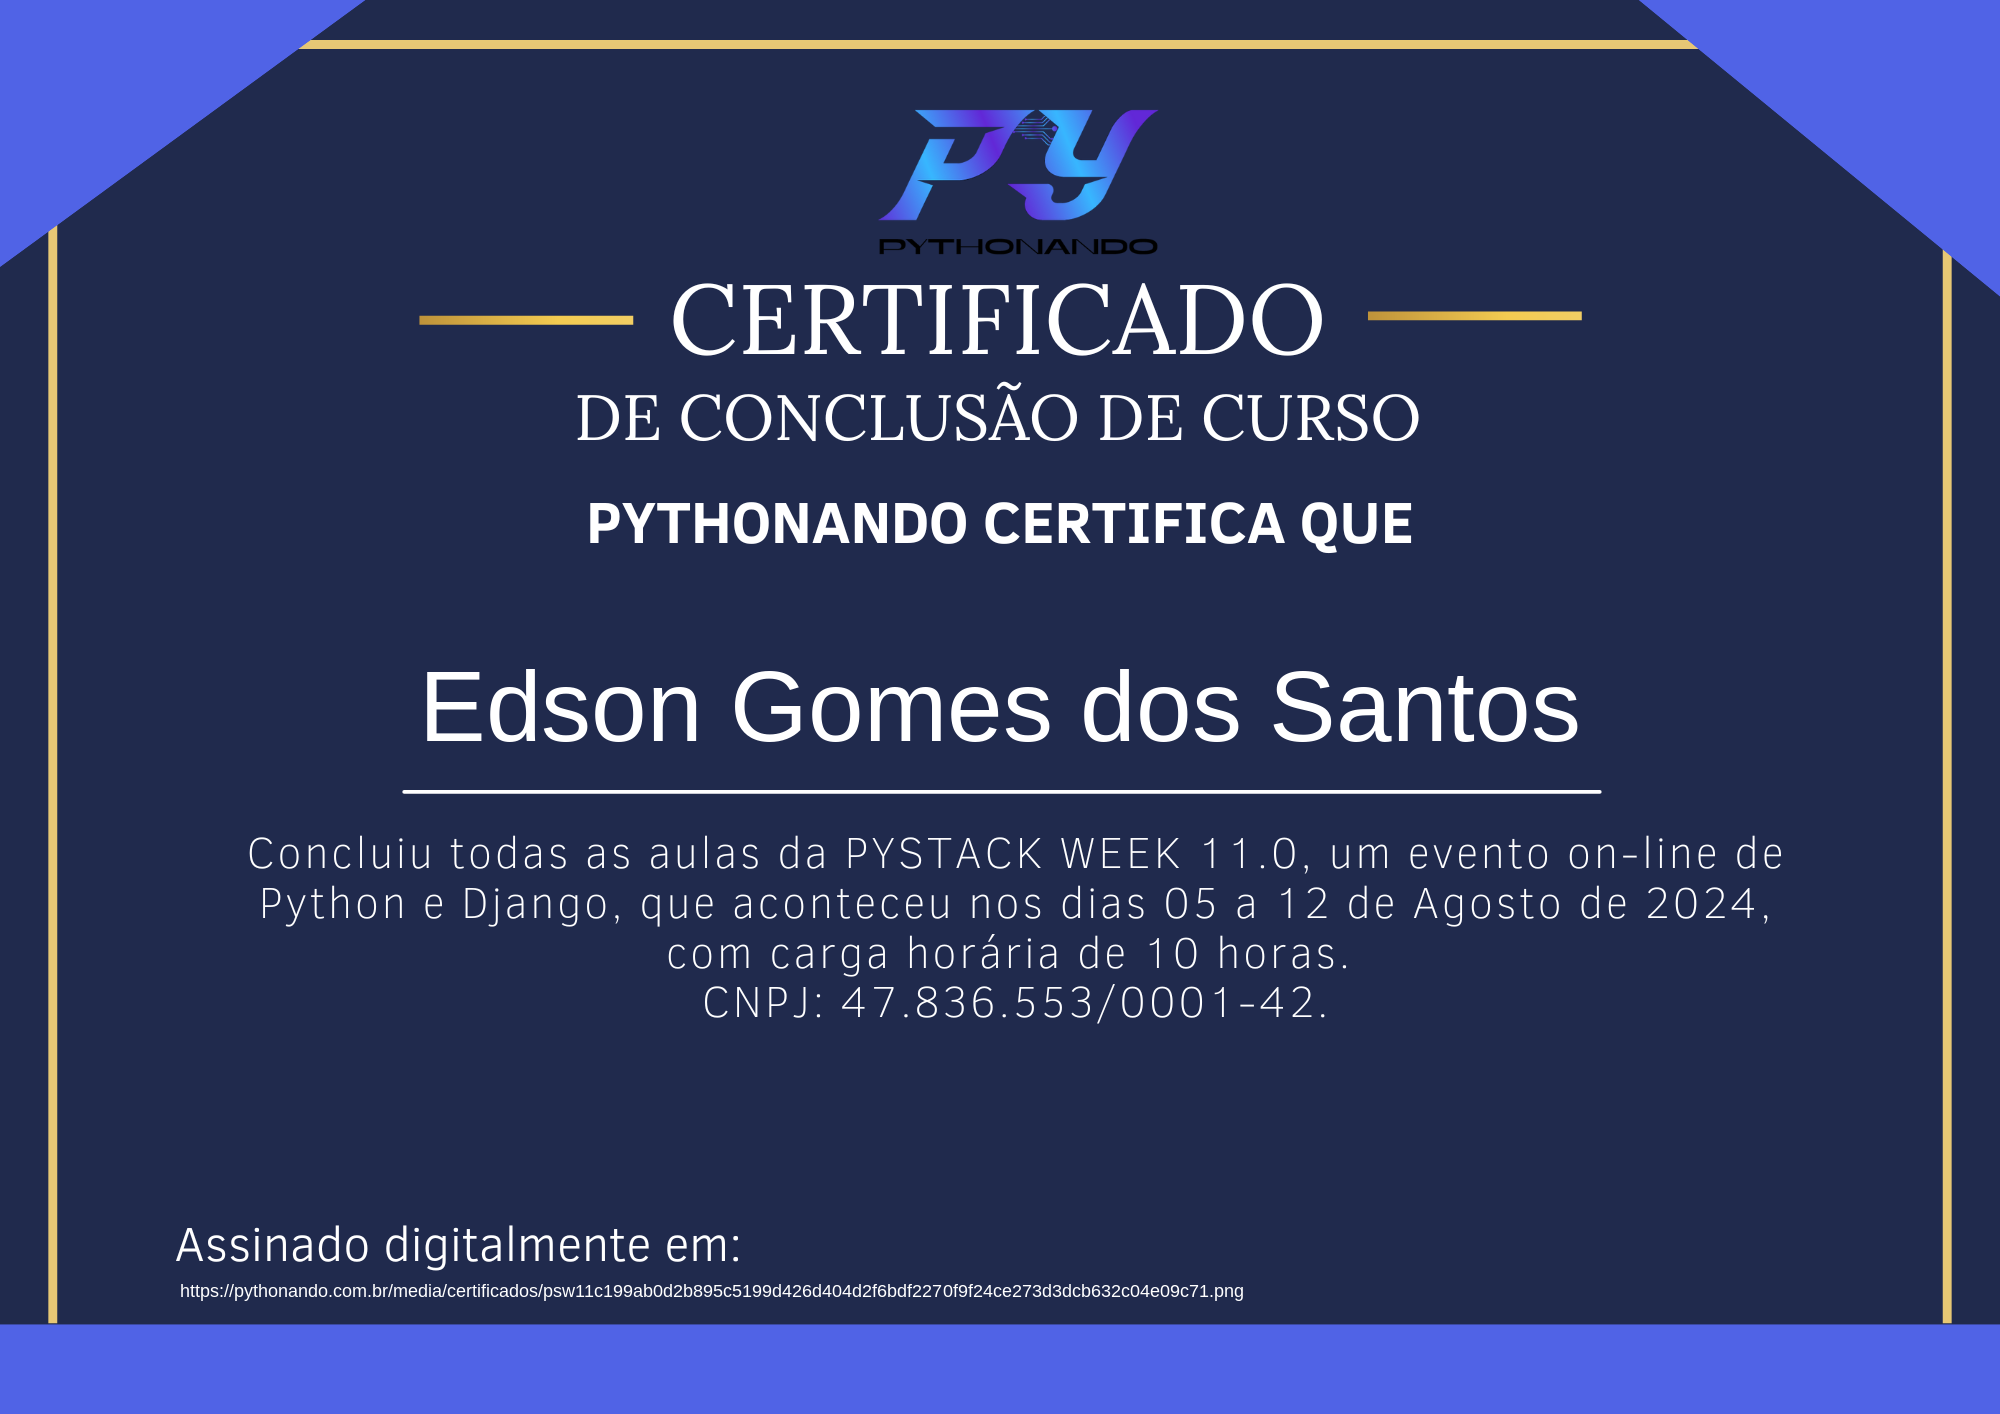 PY
PYTHONANDO
CERTIFICADO
DE CONCLUSÃO DE CURSO
PYTHONANDO CERTIFICA QUE
Edson Gomes dos Santos
Concluiu todas as aulas da PYSTACK WEEK 11.0, um evento on-line de
Python e Django, que aconteceu nos dias 05 a 12 de Agosto de 2024,
com carga horária de 10 horas.
CNPJ: 47.836.553/0001-42.
Assinado digitalmente em:
https://pythonando.com.br/media/certificados/psw11c199ab0d2b895c5199d426d404d2f6bdf2270f9f24ce273d3dcb632c04e09c71.png